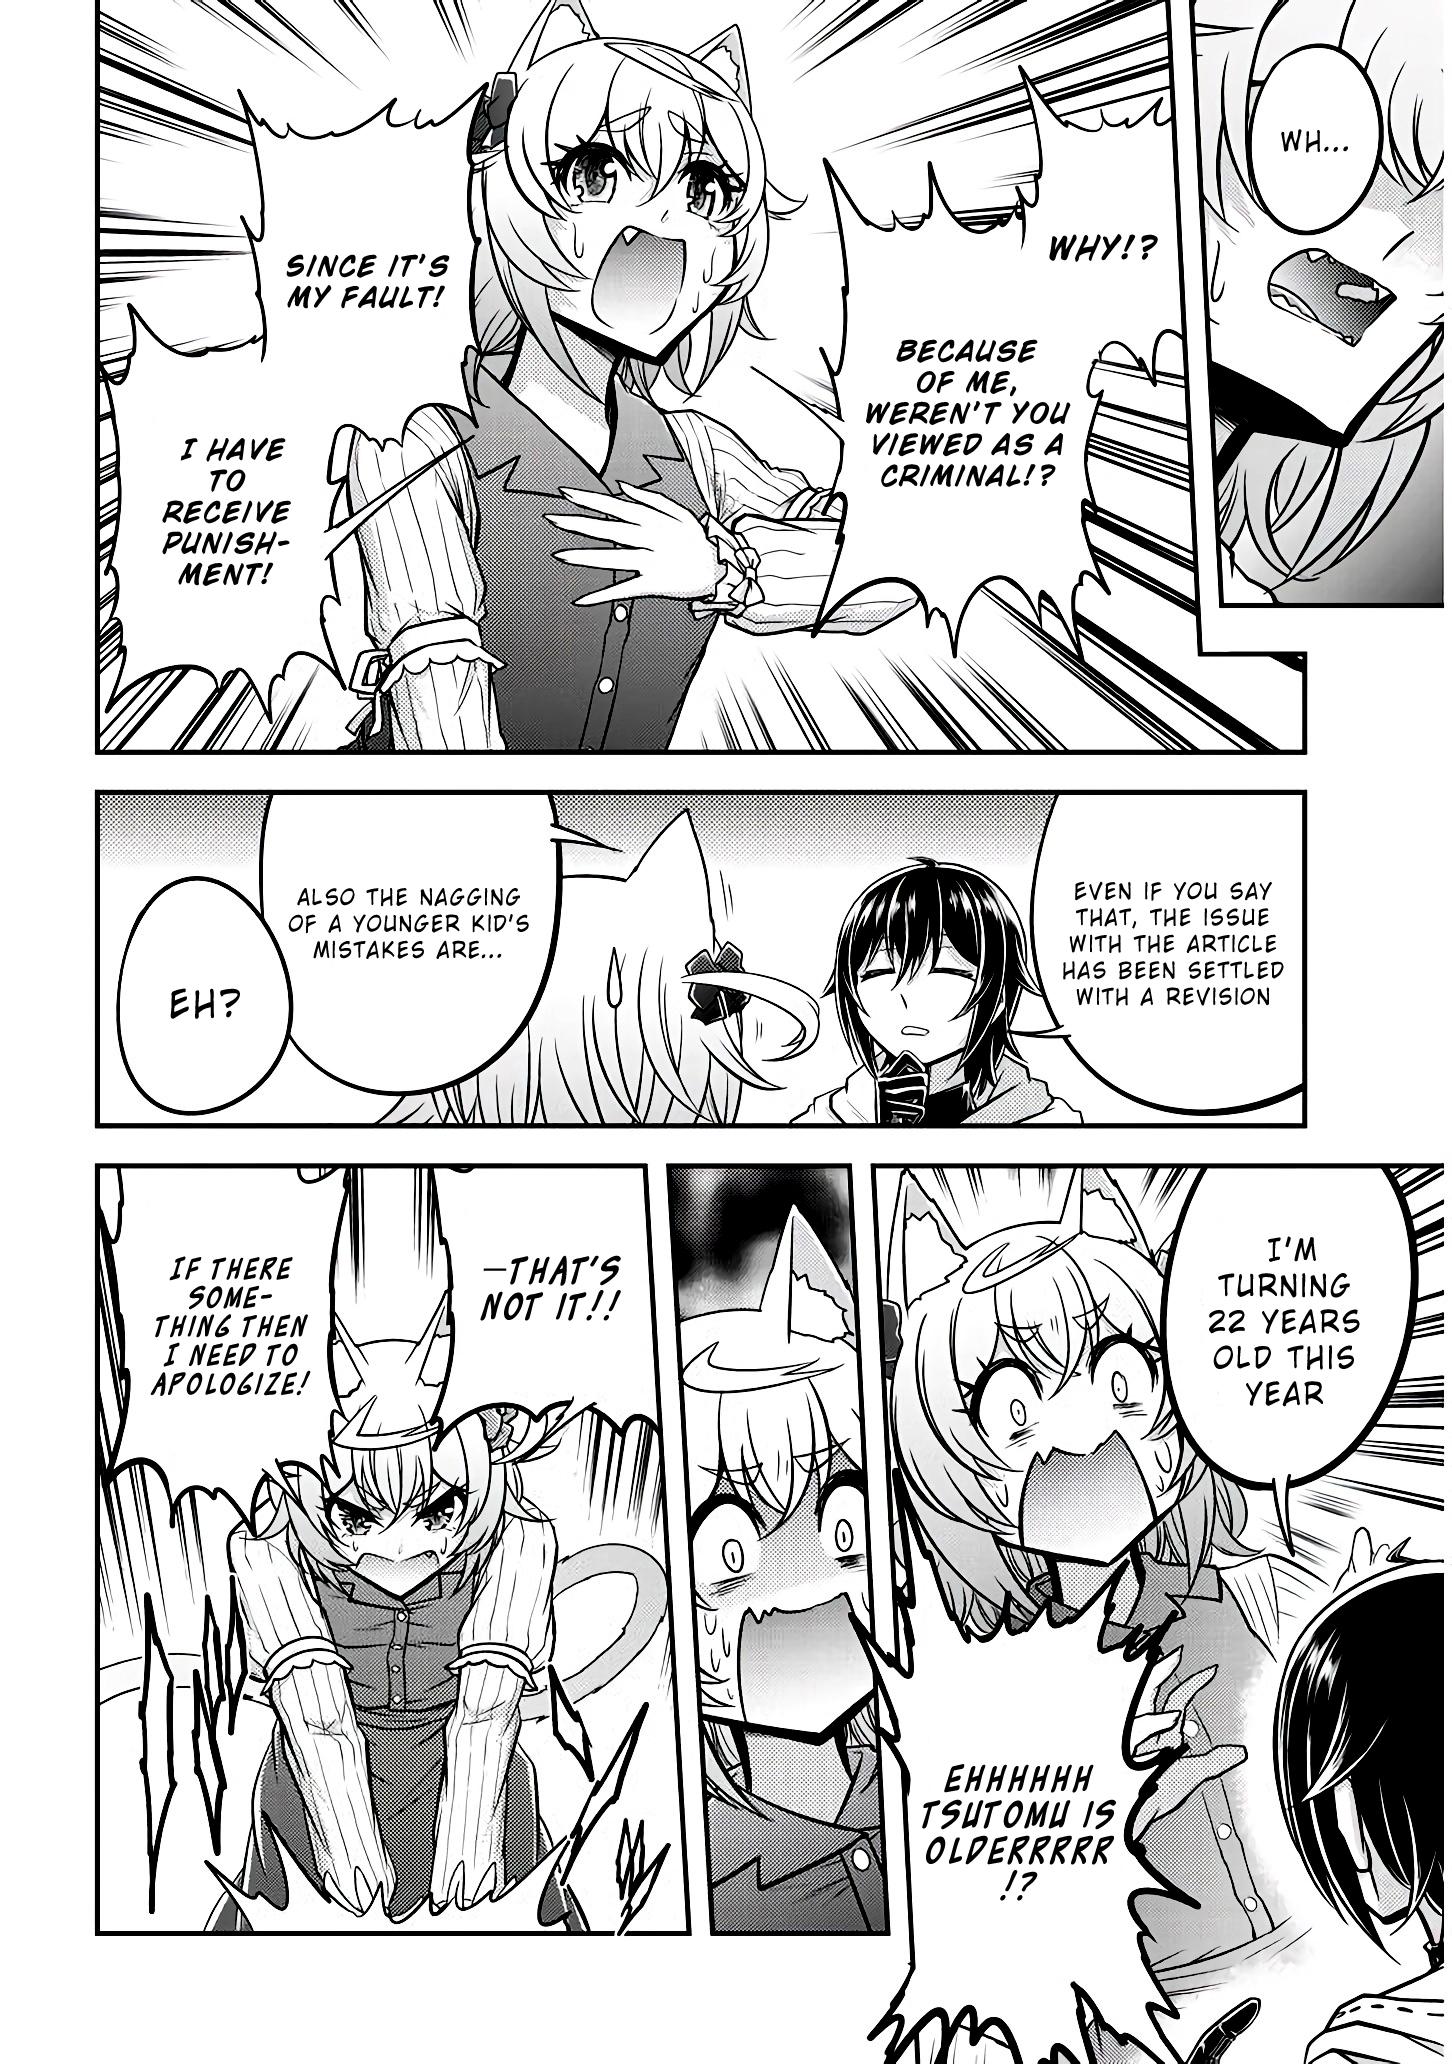 WH...
WHY!?
BECAUSE
OF ME,
WEREN'T YOU
VIEWED AS A
CRIMINAL!?
SINCE IT'S
MY FAULT!
I HAVE
TO
RECEIVE
PUNISH-
MENT!
EVEN IF YOU SAY
THAT, THE ISSUE
WITH THE ARTICLE
HAS BEEN SETTLED
WITH A REVISION
ALSO THE NAGGING
OF A YOUNGER KID'S
MISTAKES ARE...
EH?
I'M
TURNING
22 YEARS
OLD THIS
YEAR
EHHHHHH
TSUTOMU IS
OLDERRRRR
!?
—THAT'S
NOT IT!!
IF THERE
SOME-
THING THEN
I NEED TO
APOLOGIZE!